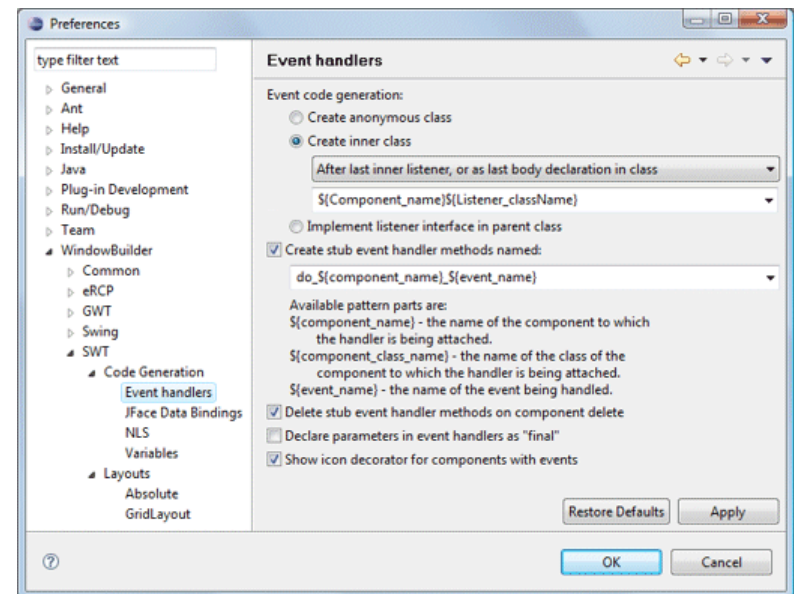 Preferences
type filter text
General
Ant
Help
Install/Update
Java
Plug-in Development
Run/Debug
Team
WindowBuilder
Common
eRCP
GWT
Swing
SWT
Code Generation
Event handlers
JFace Data Bindings
NLS
Variables
Layouts
Absolute
GridLayout
Event handlers
Event code generation:
Create anonymous class
Create inner class
After last inner listener, or as last body declaration in class
${Component_name}${Listener_className}
Implement listener interface in parent class
Create stub event handler methods named:
do_${component_name}_${event_name}
Available pattern parts are:
${component_name} - the name of the component to which
the handler is being attached.
${component_class_name} - the name of the class of the
component to which the handler is being attached.
${event_name} - the name of the event being handled.
Delete stub event handler methods on component delete
Declare parameters in event handlers as "final"
Show icon decorator for components with events
Restore Defaults
Apply
OK
Cancel